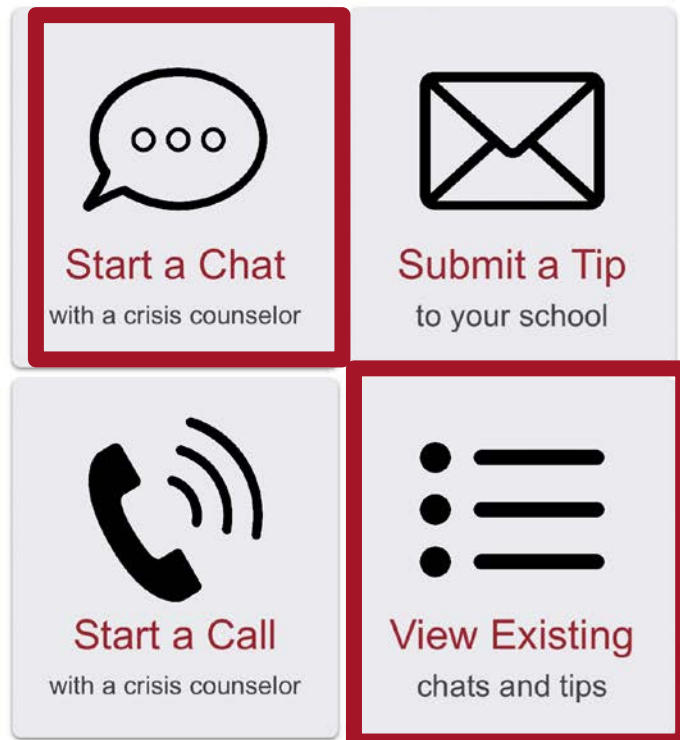 Start a Chat
with a crisis counselor
Submit a Tip
to your school
Start a Call
with a crisis counselor
View Existing
chats and tips